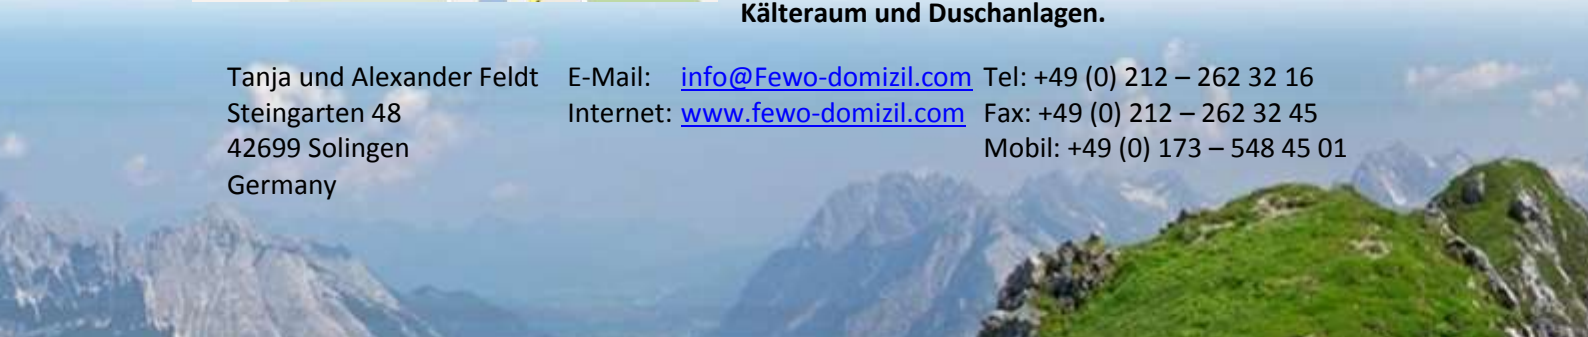 Kälteraum und Duschanlagen.
Tanja und Alexander Feldt E-Mail: info@Fewo-domizil.com Tel: +49 (0) 212 – 262 32 16
Steingarten 48 Internet: www.fewo-domizil.com Fax: +49 (0) 212 – 262 32 45
42699 Solingen Mobil: +49 (0) 173 – 548 45 01
Germany